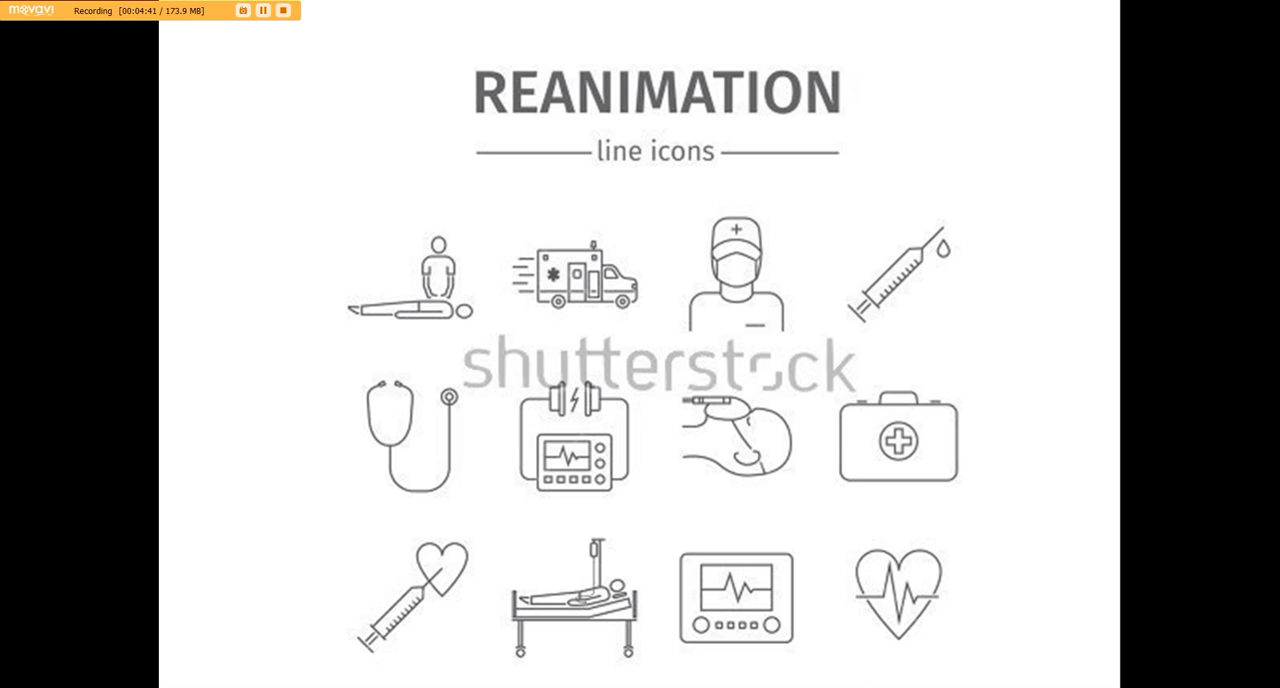 movavi Recording [00:04:41 / 173.9 MB]
REANIMATION
line icons
shutterstock